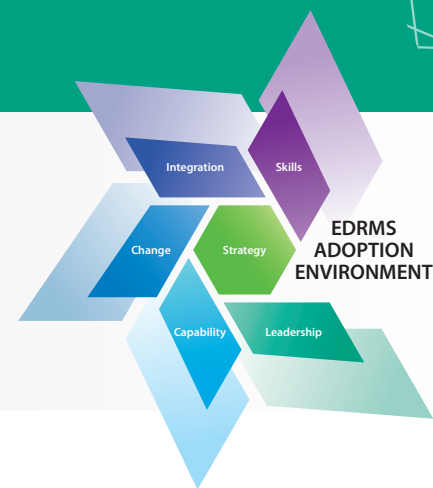 Integration
Skills
Change
Strategy
EDRMS
ADOPTION
ENVIRONMENT
Capability
Leadership